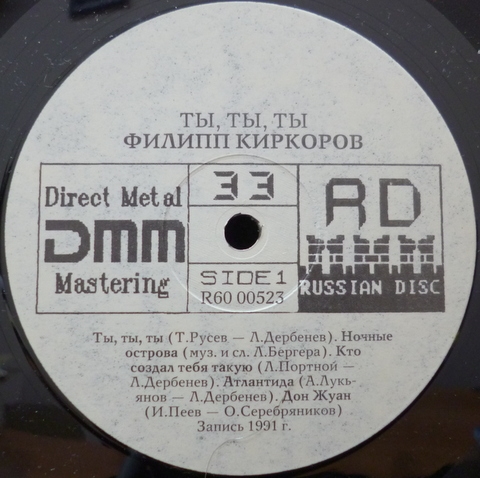 ТЫ, ТЫ, ТЫ
ФИЛИПП КИРКОРОВ
Direct Metal
DMM
Mastering
33
SIDE 1
R60 00523
RD
RUSSIAN DISC
Ты, ты, ты (Т.Русев — Л.Дербенев). Ночные
острова (муз. и сл. Л.Бергера). Кто
создал тебя такую (Л.Портной —
Л.Дербенев). Атлантида (А.Лукь-
янов — Л.Дербенев). Дон Жуан
(И.Пеев — О.Серебряников)
Запись 1991 г.